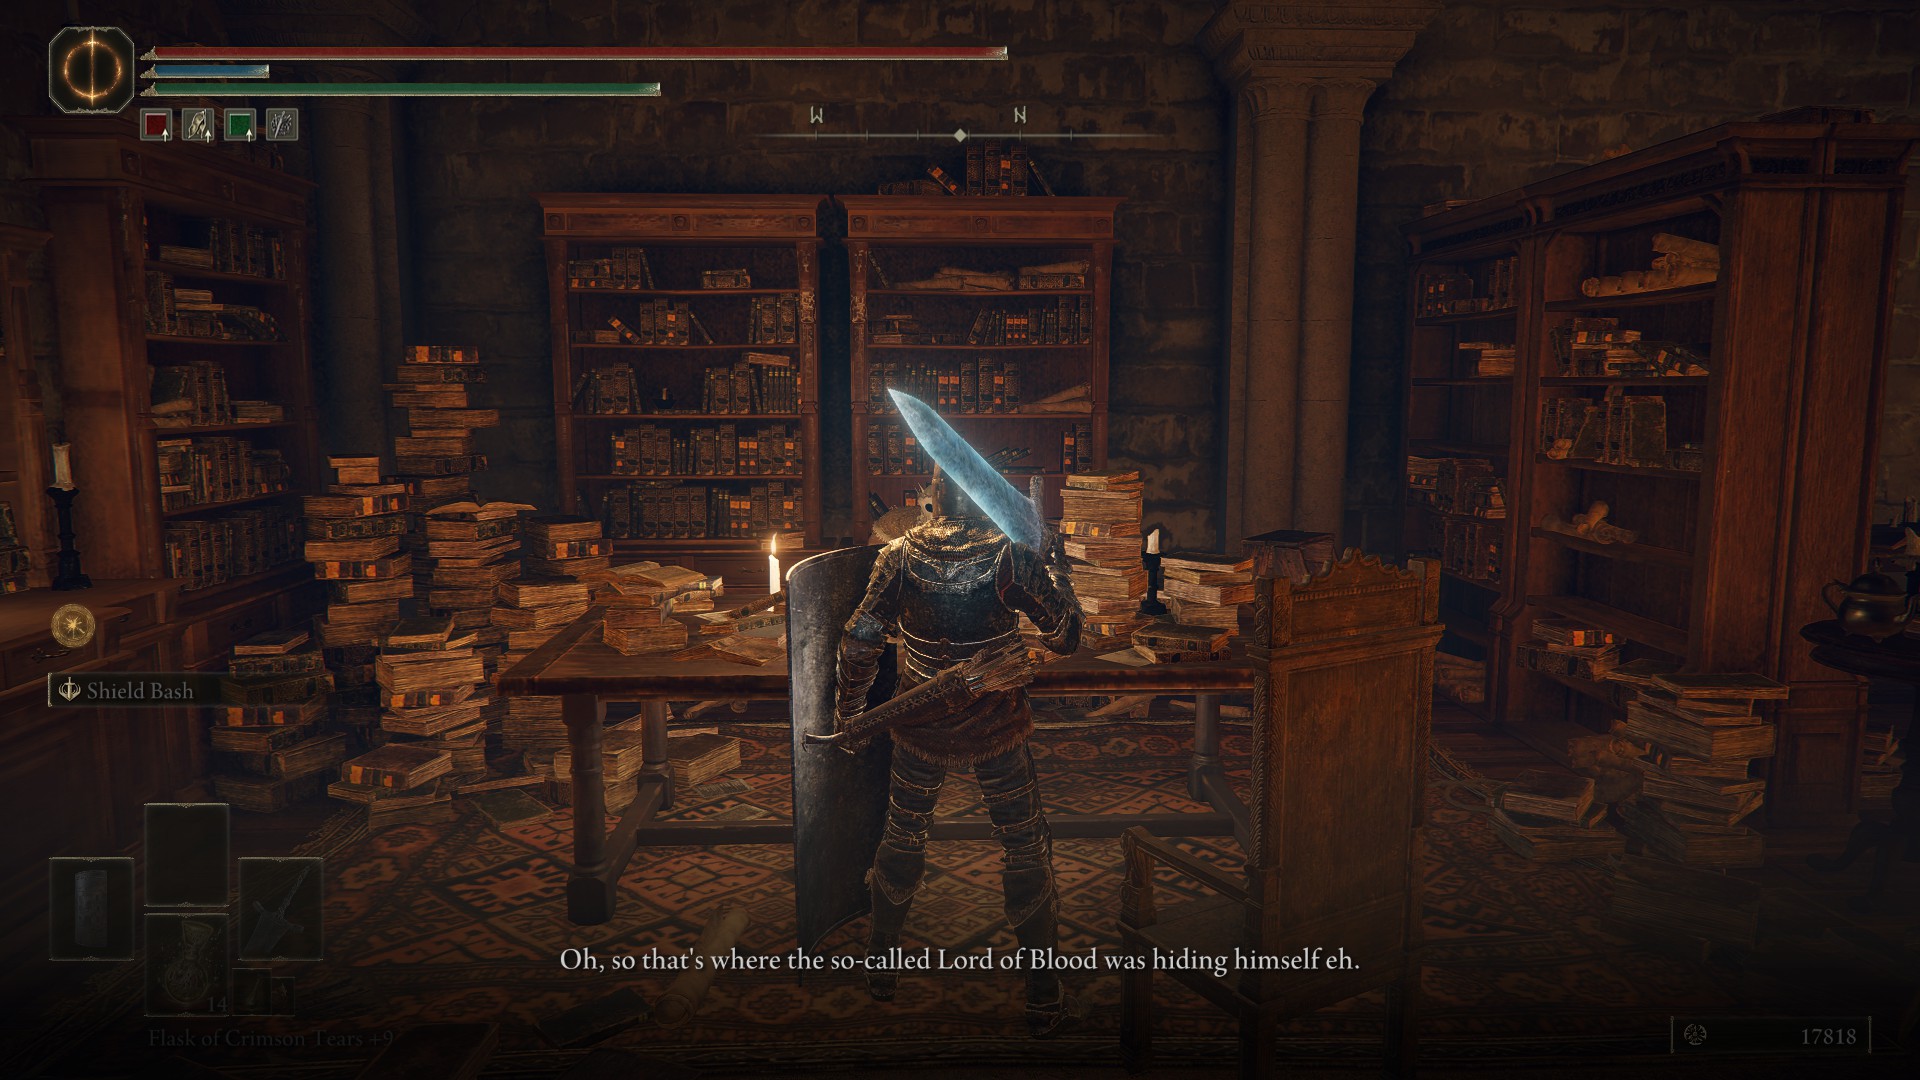 W N
Shield Bash
Oh, so that's where the so-called Lord of Blood was hiding himself eh.
14
Flask of Crimson Tears +9
17818